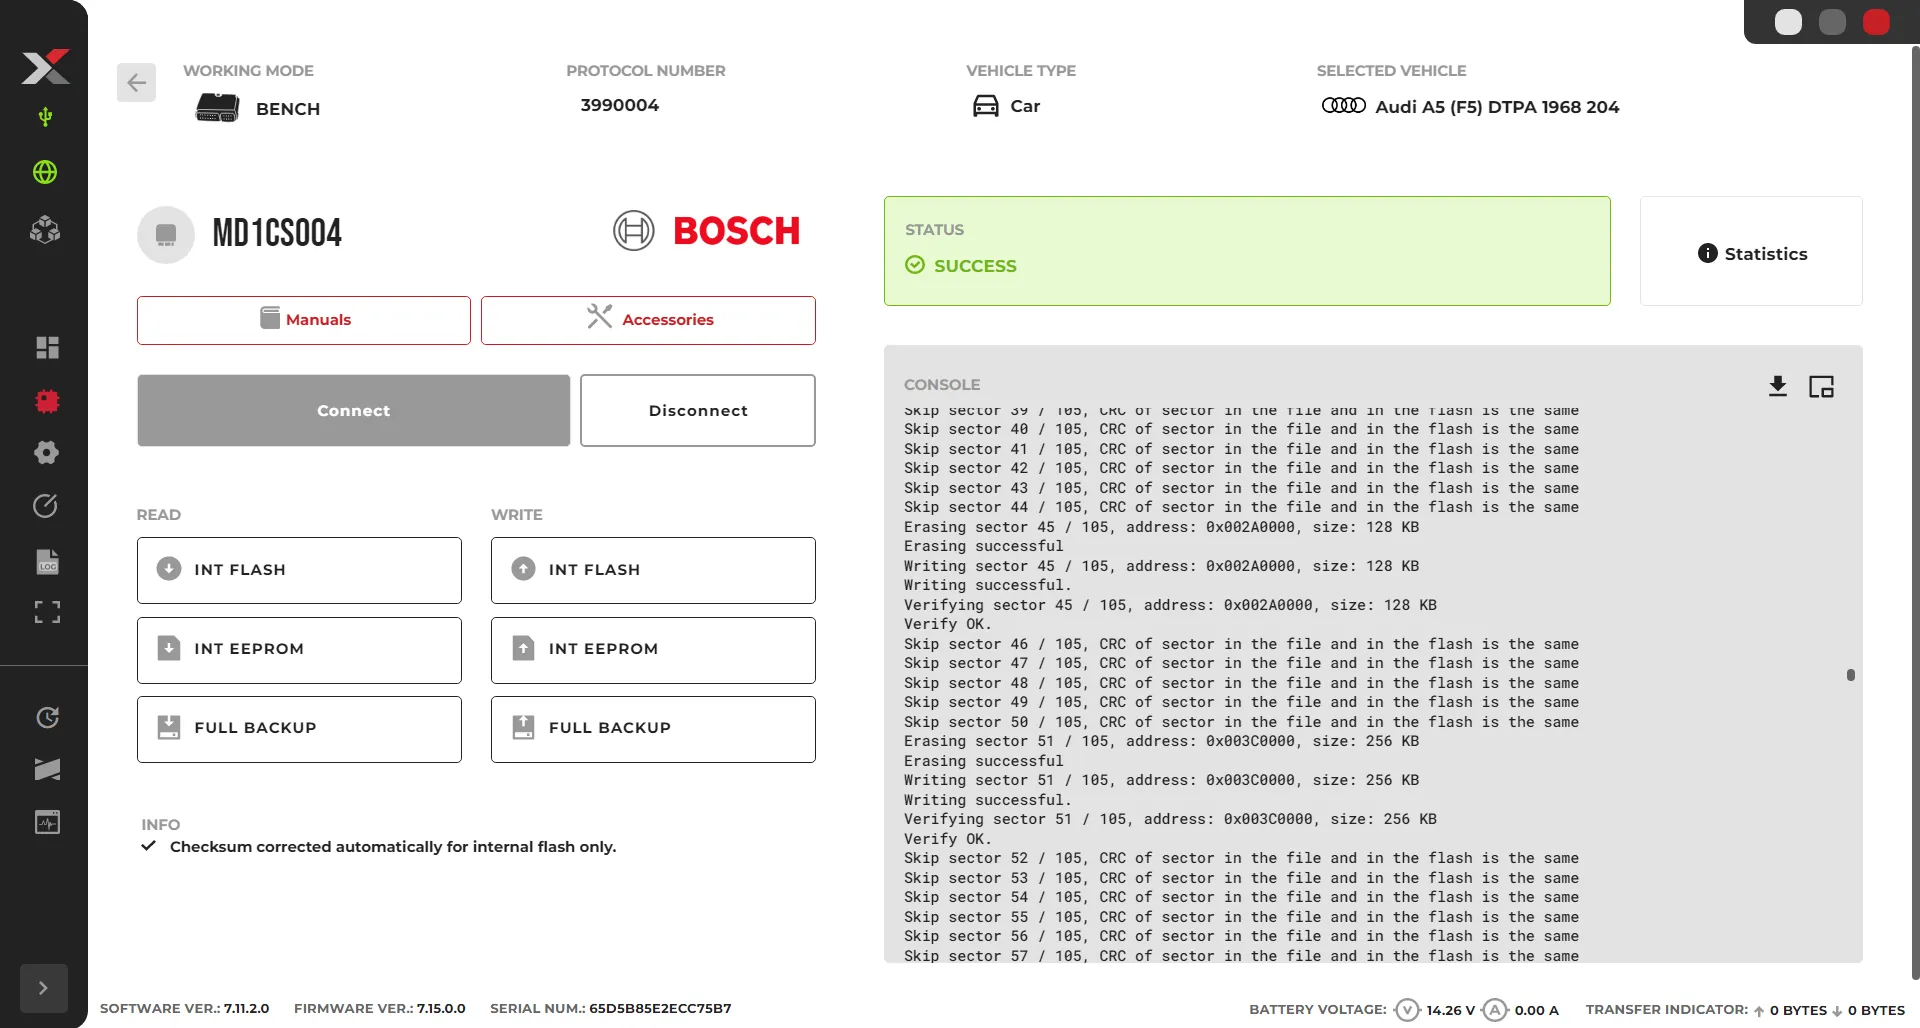 WORKING MODE
BENCH
PROTOCOL NUMBER
3990004
VEHICLE TYPE
Car
SELECTED VEHICLE
Audi A5 (F5) DTPA 1968 204
MD1CS004
BOSCH
Manuals
Accessories
Connect
Disconnect
READ
INT FLASH
INT EEPROM
FULL BACKUP
WRITE
INT FLASH
INT EEPROM
FULL BACKUP
INFO
Checksum corrected automatically for internal flash only.
STATUS
SUCCESS
Statistics
CONSOLE
Skip sector 39 / 105, CRC of sector in the file and in the flash is the same
Skip sector 40 / 105, CRC of sector in the file and in the flash is the same
Skip sector 41 / 105, CRC of sector in the file and in the flash is the same
Skip sector 42 / 105, CRC of sector in the file and in the flash is the same
Skip sector 43 / 105, CRC of sector in the file and in the flash is the same
Skip sector 44 / 105, CRC of sector in the file and in the flash is the same
Erasing sector 45 / 105, address: 0x002A0000, size: 128 KB
Erasing successful
Writing sector 45 / 105, address: 0x002A0000, size: 128 KB
Writing successful.
Verifying sector 45 / 105, address: 0x002A0000, size: 128 KB
Verify OK.
Skip sector 46 / 105, CRC of sector in the file and in the flash is the same
Skip sector 47 / 105, CRC of sector in the file and in the flash is the same
Skip sector 48 / 105, CRC of sector in the file and in the flash is the same
Skip sector 49 / 105, CRC of sector in the file and in the flash is the same
Skip sector 50 / 105, CRC of sector in the file and in the flash is the same
Erasing sector 51 / 105, address: 0x003C0000, size: 256 KB
Erasing successful
Writing sector 51 / 105, address: 0x003C0000, size: 256 KB
Writing successful.
Verifying sector 51 / 105, address: 0x003C0000, size: 256 KB
Verify OK.
Skip sector 52 / 105, CRC of sector in the file and in the flash is the same
Skip sector 53 / 105, CRC of sector in the file and in the flash is the same
Skip sector 54 / 105, CRC of sector in the file and in the flash is the same
Skip sector 55 / 105, CRC of sector in the file and in the flash is the same
Skip sector 56 / 105, CRC of sector in the file and in the flash is the same
Skip sector 57 / 105, CRC of sector in the file and in the flash is the same
LOG
SOFTWARE VER.: 7.11.2.0 FIRMWARE VER.: 7.15.0.0 SERIAL NUM.: 65D5B85E2ECC75B7
BATTERY VOLTAGE: V 14.26 V A 0.00 A TRANSFER INDICATOR: 0 BYTES 0 BYTES